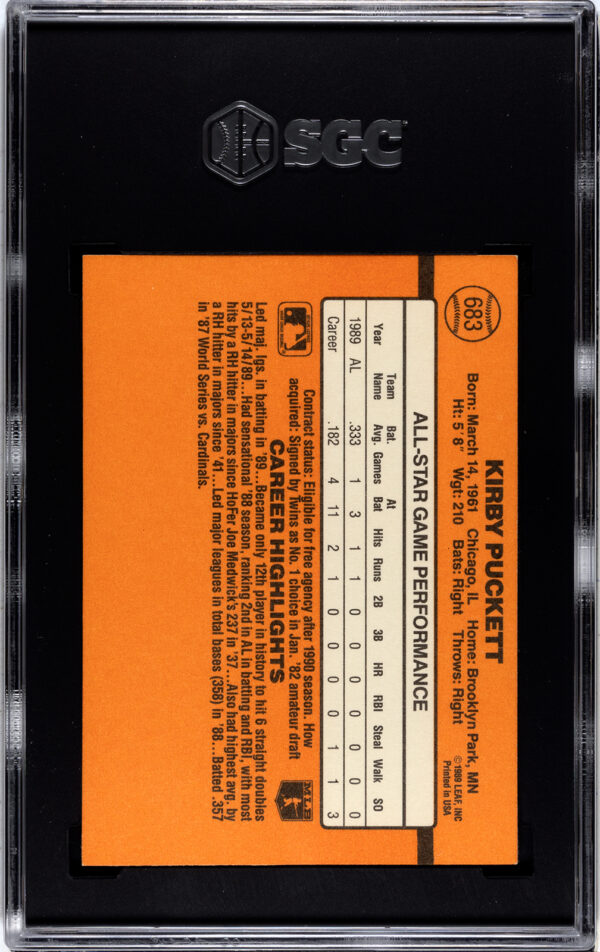 SGC
683
KIRBY PUCKETT
Born: March 14, 1961 Chicago, IL Home: Brooklyn Park, MN
Ht: 5' 8" Wgt: 210 Bats: Right Throws: Right
©1989 LEAF, INC
Printed in USA
ALL-STAR GAME PERFORMANCE
Team Bat. At
Year Name Avg. Games Bat Hits Runs 2B 3B HR RBI Steal Walk SO
1989 AL .333 1 3 1 1 0 0 0 0 0 0 0
Career .182 4 11 2 1 0 0 0 0 1 1 3
Contract status: Eligible for free agency after 1990 season. How
acquired: Signed by Twins as No. 1 choice in Jan. '82 amateur draft
MLB
CAREER HIGHLIGHTS
Led maj. lgs. in batting in '89...Became only 12th player in history to hit 6 straight doubles
5/13-5/14/89...Had sensational '88 season, ranking 2nd in AL in batting and RBI, with most
hits by a RH hitter in majors since HoFer Joe Medwick's 237 in '37...Also had highest avg. by
a RH hitter in majors since '41...Led major leagues in total bases (358) in '88...Batted .357
in '87 World Series vs. Cardinals.